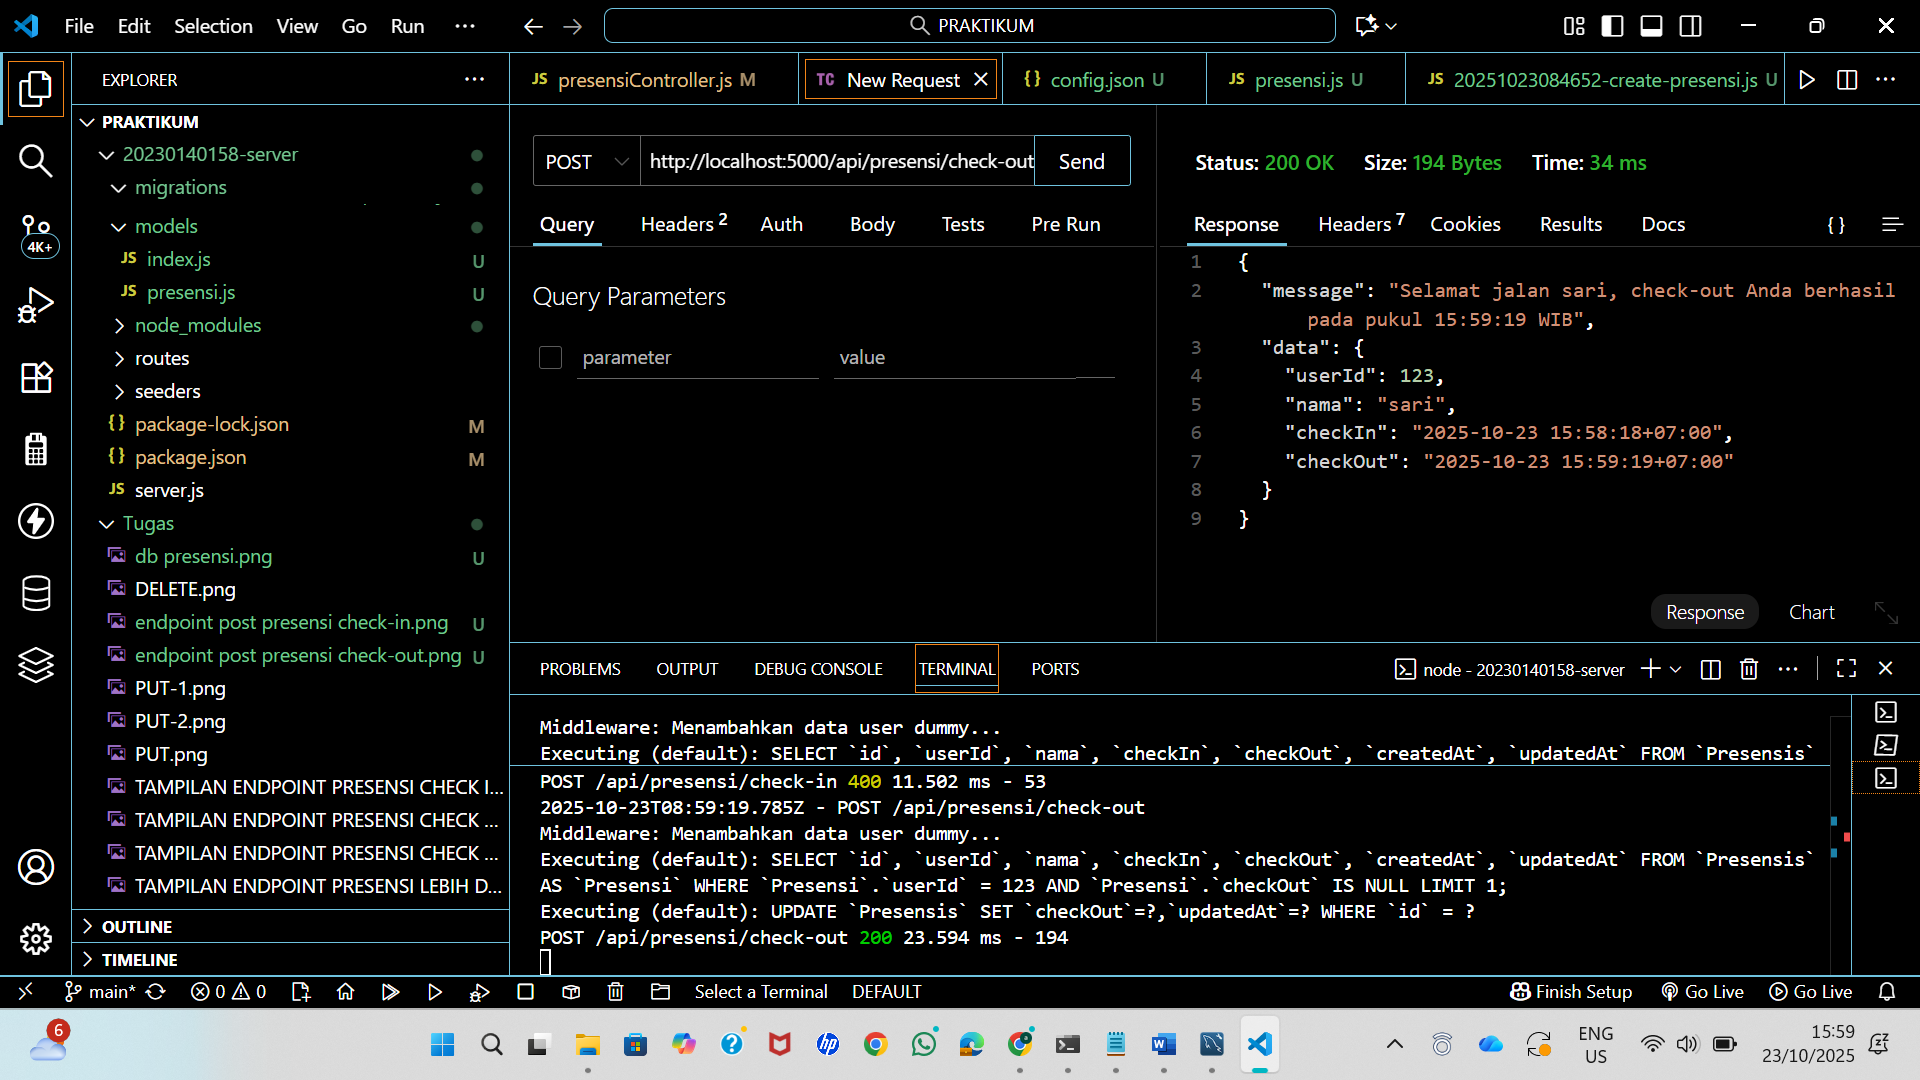 File Edit Selection View Go Run ···
PRAKTIKUM
EXPLORER
PRAKTIKUM
20230140158-server
migrations
models
JS index.js U
JS presensi.js U
node_modules
routes
seeders
{} package-lock.json M
{} package.json M
JS server.js
Tugas
db presensi.png U
DELETE.png
endpoint post presensi check-in.png U
endpoint post presensi check-out.png U
PUT-1.png
PUT-2.png
PUT.png
TAMPILAN ENDPOINT PRESENSI CHECK I...
TAMPILAN ENDPOINT PRESENSI CHECK ...
TAMPILAN ENDPOINT PRESENSI CHECK ...
TAMPILAN ENDPOINT PRESENSI LEBIH D...
OUTLINE
TIMELINE
4K+
JS presensiController.js M
TC New Request
{} config.json U
JS presensi.js U
JS 20251023084652-create-presensi.js U
POST http://localhost:5000/api/presensi/check-out Send
Query Headers 2 Auth Body Tests Pre Run
Query Parameters
parameter value
Status: 200 OK Size: 194 Bytes Time: 34 ms
Response Headers 7 Cookies Results Docs { }
1 {
2 "message": "Selamat jalan sari, check-out Anda berhasil
pada pukul 15:59:19 WIB",
3 "data": {
4 "userId": 123,
5 "nama": "sari",
6 "checkIn": "2025-10-23 15:58:18+07:00",
7 "checkOut": "2025-10-23 15:59:19+07:00"
8 }
9 }
Response Chart
PROBLEMS OUTPUT DEBUG CONSOLE TERMINAL PORTS
node - 20230140158-server
Middleware: Menambahkan data user dummy...
Executing (default): SELECT `id`, `userId`, `nama`, `checkIn`, `checkOut`, `createdAt`, `updatedAt` FROM `Presensis`
POST /api/presensi/check-in 400 11.502 ms - 53
2025-10-23T08:59:19.785Z - POST /api/presensi/check-out
Middleware: Menambahkan data user dummy...
Executing (default): SELECT `id`, `userId`, `nama`, `checkIn`, `checkOut`, `createdAt`, `updatedAt` FROM `Presensis`
AS `Presensi` WHERE `Presensi`.`userId` = 123 AND `Presensi`.`checkOut` IS NULL LIMIT 1;
Executing (default): UPDATE `Presensis` SET `checkOut`=?,`updatedAt`=? WHERE `id` = ?
POST /api/presensi/check-out 200 23.594 ms - 194
main* 0 0 Select a Terminal DEFAULT Finish Setup Go Live Go Live
6
ENG
US
15:59
23/10/2025